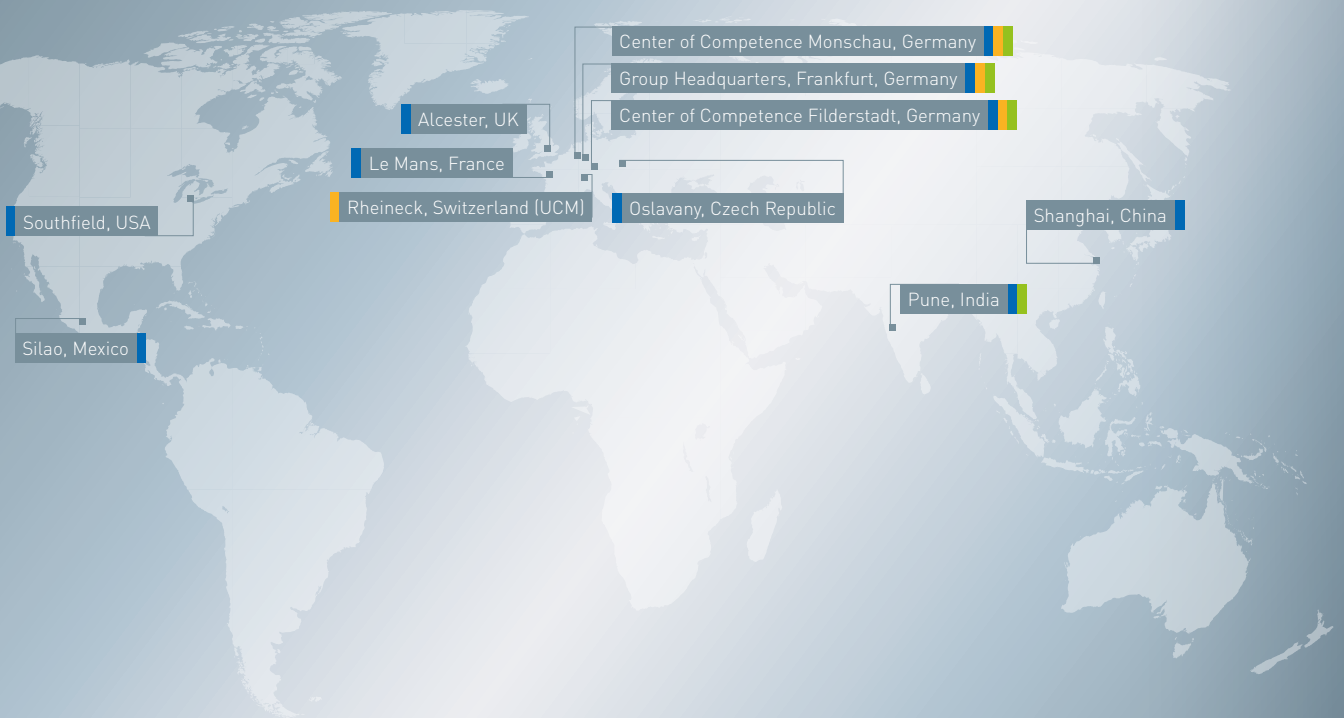 Center of Competence Monschau, Germany
Group Headquarters, Frankfurt, Germany
Center of Competence Filderstadt, Germany
Alcester, UK
Le Mans, France
Rheineck, Switzerland (UCM)
Oslavany, Czech Republic
Southfield, USA
Shanghai, China
Pune, India
Silao, Mexico